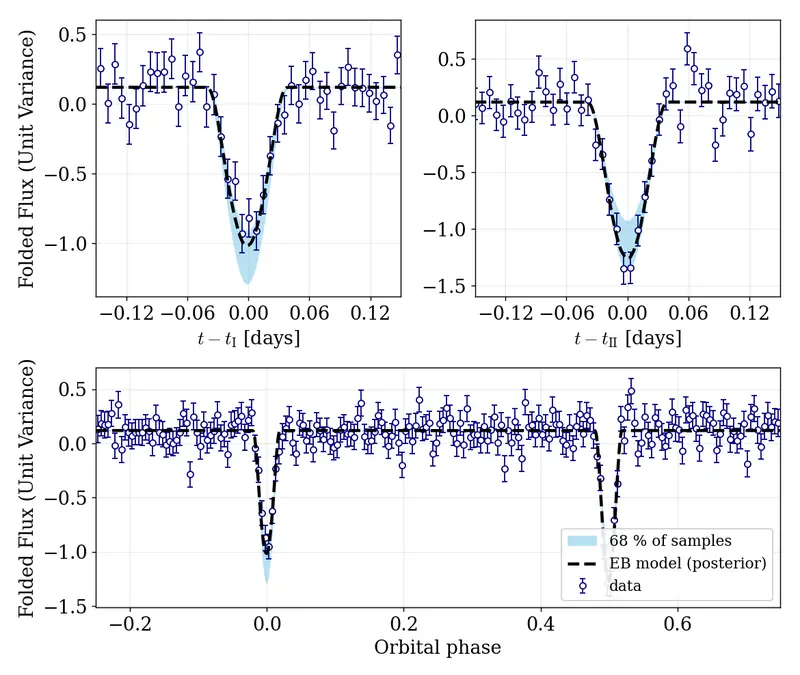 Folded Flux (Unit Variance)
0.5
0.0
−0.5
−1.0
−0.12 −0.06 0.00 0.06 0.12
t − tI [days]
0.5
0.0
−0.5
−1.0
−1.5
−0.12 −0.06 0.00 0.06 0.12
t − tII [days]
Folded Flux (Unit Variance)
0.5
0.0
−0.5
−1.0
−1.5
68 % of samples
EB model (posterior)
data
−0.2 0.0 0.2 0.4 0.6
Orbital phase